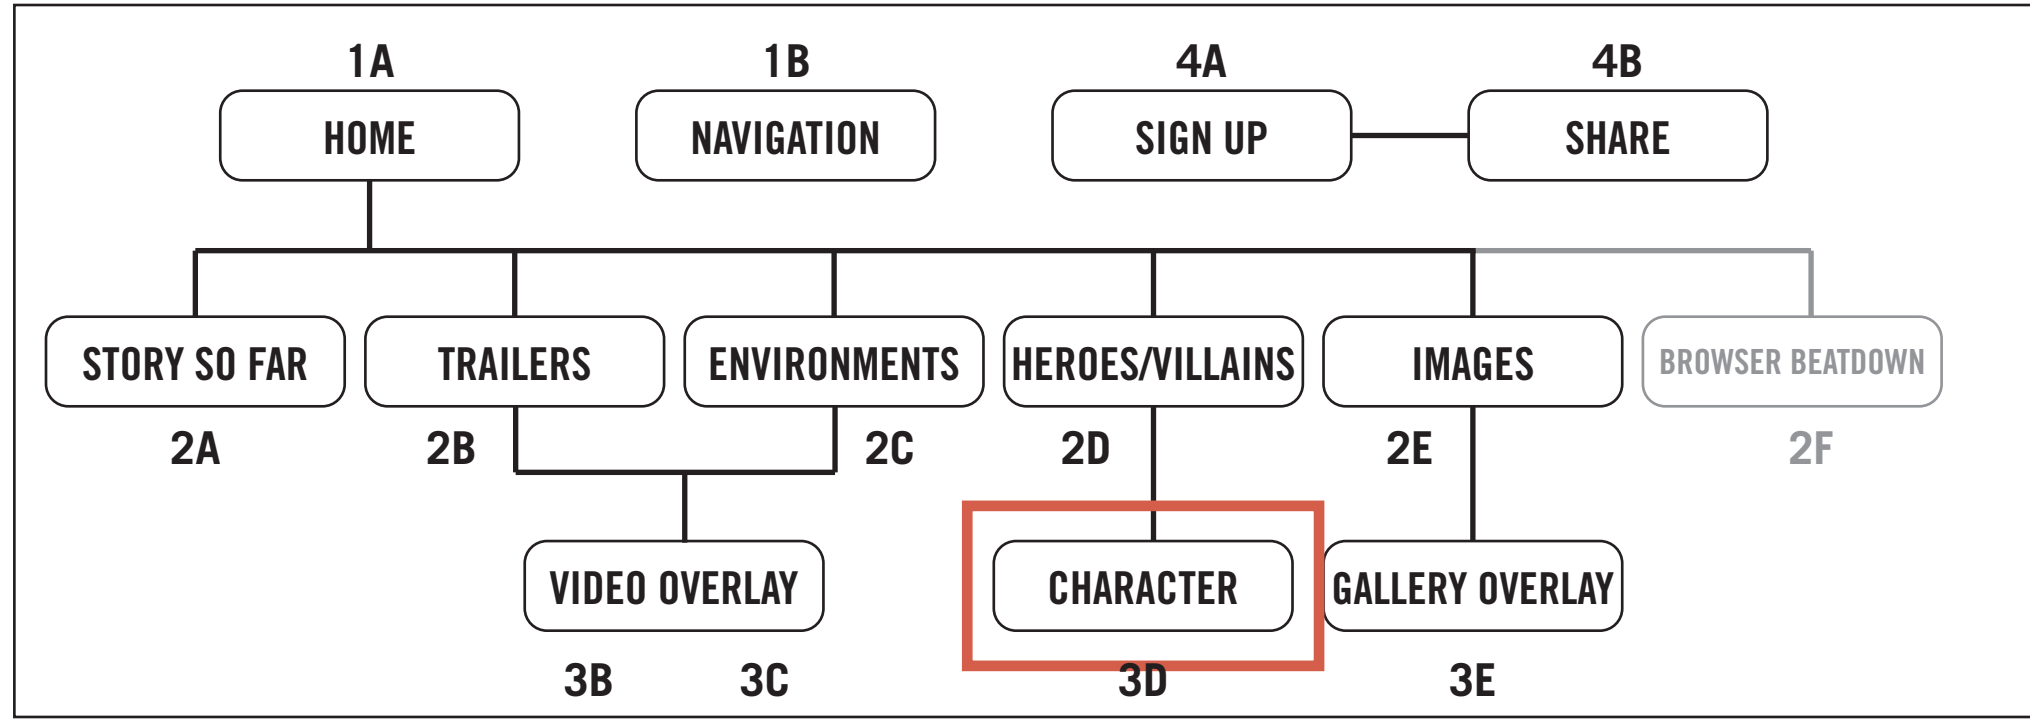 1A 1B 4A 4B
HOME NAVIGATION SIGN UP SHARE
STORY SO FAR TRAILERS ENVIRONMENTS HEROES/VILLAINS IMAGES BROWSER BEATDOWN
2A 2B 2C 2D 2E 2F
VIDEO OVERLAY CHARACTER GALLERY OVERLAY
3B 3C 3D 3E